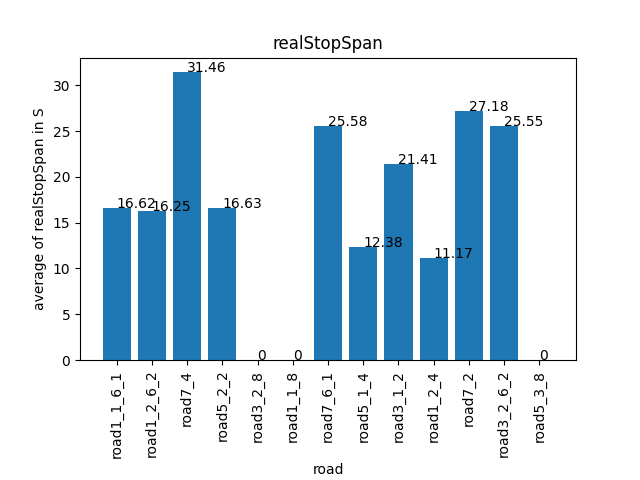 realStopSpan
average of realStopSpan in S
30
25
20
15
10
5
0
16.62
16.25
31.46
16.63
0
0
25.58
12.38
21.41
11.17
27.18
25.55
0
road1_1_6_1
road1_2_6_2
road7_4
road5_2_2
road3_2_8
road1_1_8
road7_6_1
road5_1_4
road3_1_2
road1_2_4
road7_2
road3_2_6_2
road5_3_8
road